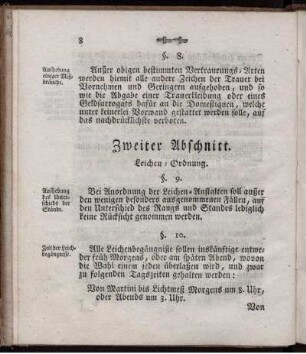 8
§. 8.
Aufhebung
einiger Miß-
bräuche.
Außer obigen bestimmten Vertraurungs-Arten
werden hiemit alle andere Zeichen der Trauer bei
Vornehmen und Geringern ausgehoben, und so
wie die Abgabe einer Trauerkleidung oder eines
Geldsurrogats dafür an die Domestiquen, welche
unter keinerlei Vorwand gestattet werden solle, auf
das nachdrücklichste verboten.
Zweiter Abschnitt.
Leichen-Ordnung.
§. 9.
Aufhebung
des Unter-
schieds der
Stände.
Bei Anordnung der Leichen-Anstalten soll außer
den wenigen besonders ausgenommenen Fällen, auf
den Unterschied des Rangs und Standes lediglich
keine Rücksicht genommen werden.
§. 10.
Zeit der Leich-
begängnisse.
Alle Leichenbegängnisse sollen inskünftige entwe-
der früh Morgens, oder am späten Abend, wovon
die Wahl einem jeden überlassen wird, und zwar
zu folgenden Tagszeiten gehalten werden:
Von Martini bis Lichtmeß Morgens um 8. Uhr,
oder Abends um 3. Uhr.
Von